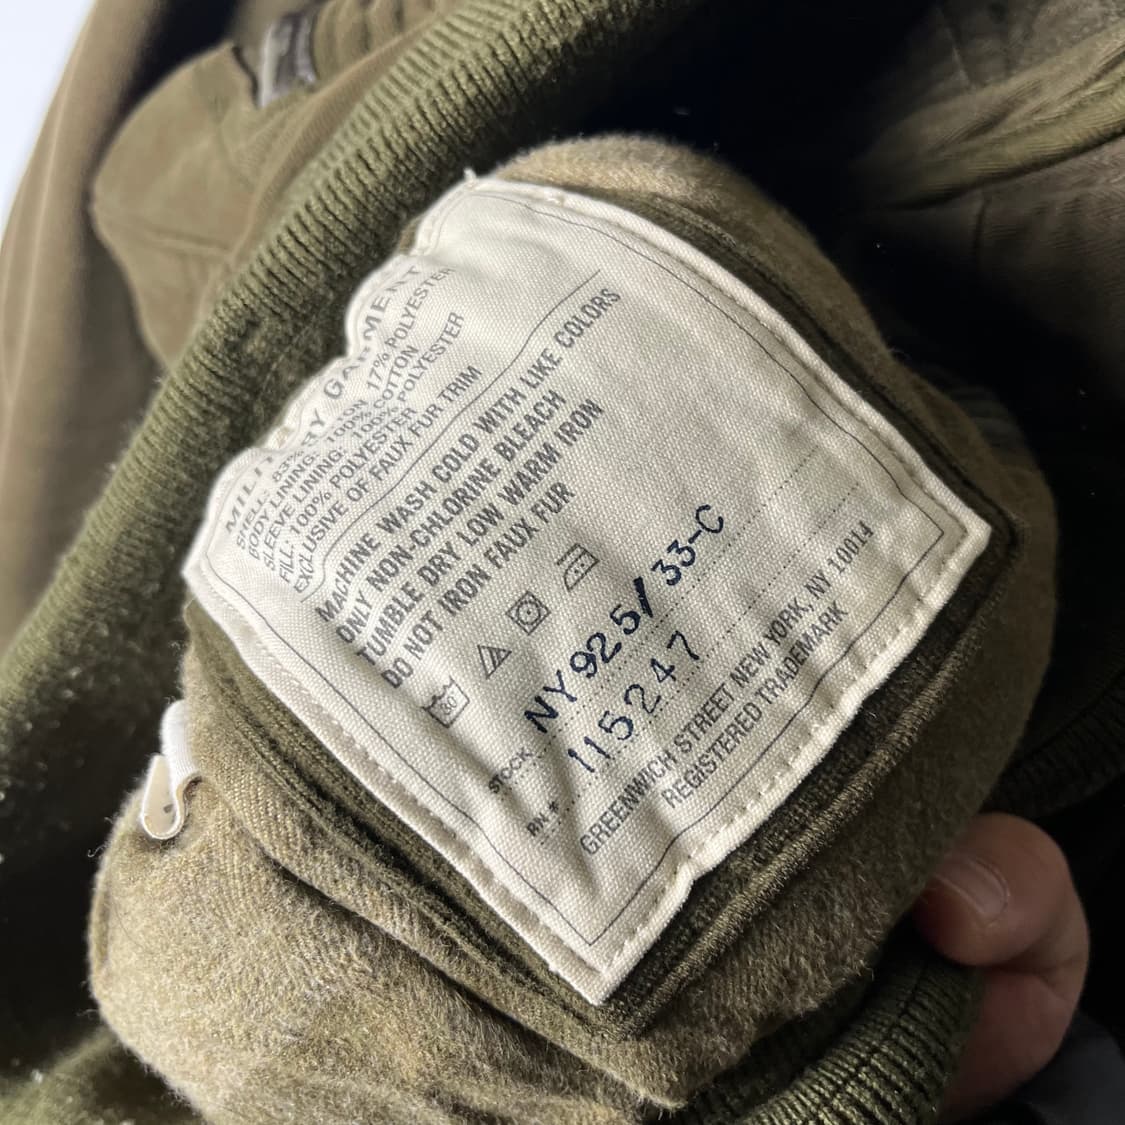 MILITARY GARMENT
SHELL: 83% 17% POLYESTER
BODY LINING: 100% COTTON
SLEEVE LINING: 100% POLYESTER
FILL: 100% POLYESTER
EXCLUSIVE OF FAUX FUR TRIM
MACHINE WASH COLD WITH LIKE COLORS
ONLY NON-CHLORINE BLEACH
TUMBLE DRY LOW WARM IRON
DO NOT IRON FAUX FUR
30
STOCK NY925/33-C
RN # 115247
GREENWICH STREET NEW YORK, NY 10014
REGISTERED TRADEMARK